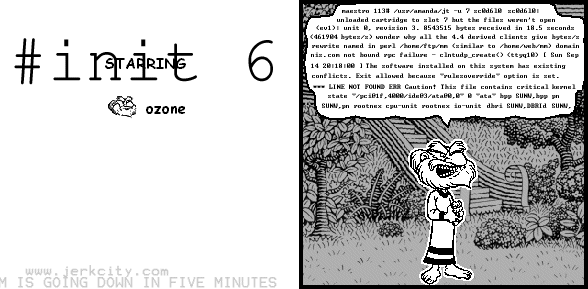 #init 6
STARRING
ozone
www.jerkcity.com
M IS GOING DOWN IN FIVE MINUTES
maestro 113# /usr/amanda/jt -u 7 sc0d6l0 sc0d6l0:
unloaded cartridge to slot 7 but the files weren't open
(ev1): unit 0, revision 3. 8543515 bytes received in 18.5 seconds
(461904 bytes/s) wonder why all the 4.4 derived clients give bytes/s
rewrite named in perl /home/ftp/mm (similar to /home/web/mm) domain
nis.com not bound rpc failure - clntudp_create() (ttyq10) [ Sun Sep
14 20:18:00 ] The software installed on this system has existing
conflicts. Exit allowed because "rulesoverride" option is set.
*** LINE NOT FOUND ERR Caution! This file contains critical kernel
state "/pci@1f,4000/ide@3/ata@0,0" 0 "ata" hpp SUNW,hpp pn
SUNW,pn rootnex cpu-unit rootnex io-unit dbri SUNW,DBRId SUNW,